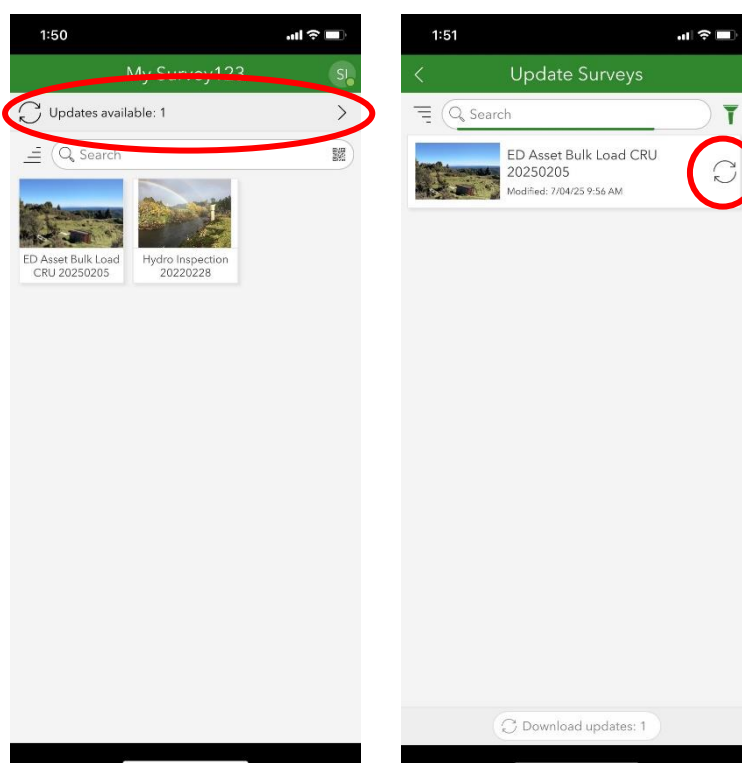 1:50
My Survey123
SI
Updates available: 1
Search
ED Asset Bulk Load
CRU 20250205
Hydro Inspection
20220228
1:51
Update Surveys
Search
ED Asset Bulk Load CRU
20250205
Modified: 7/04/25 9:56 AM
Download updates: 1